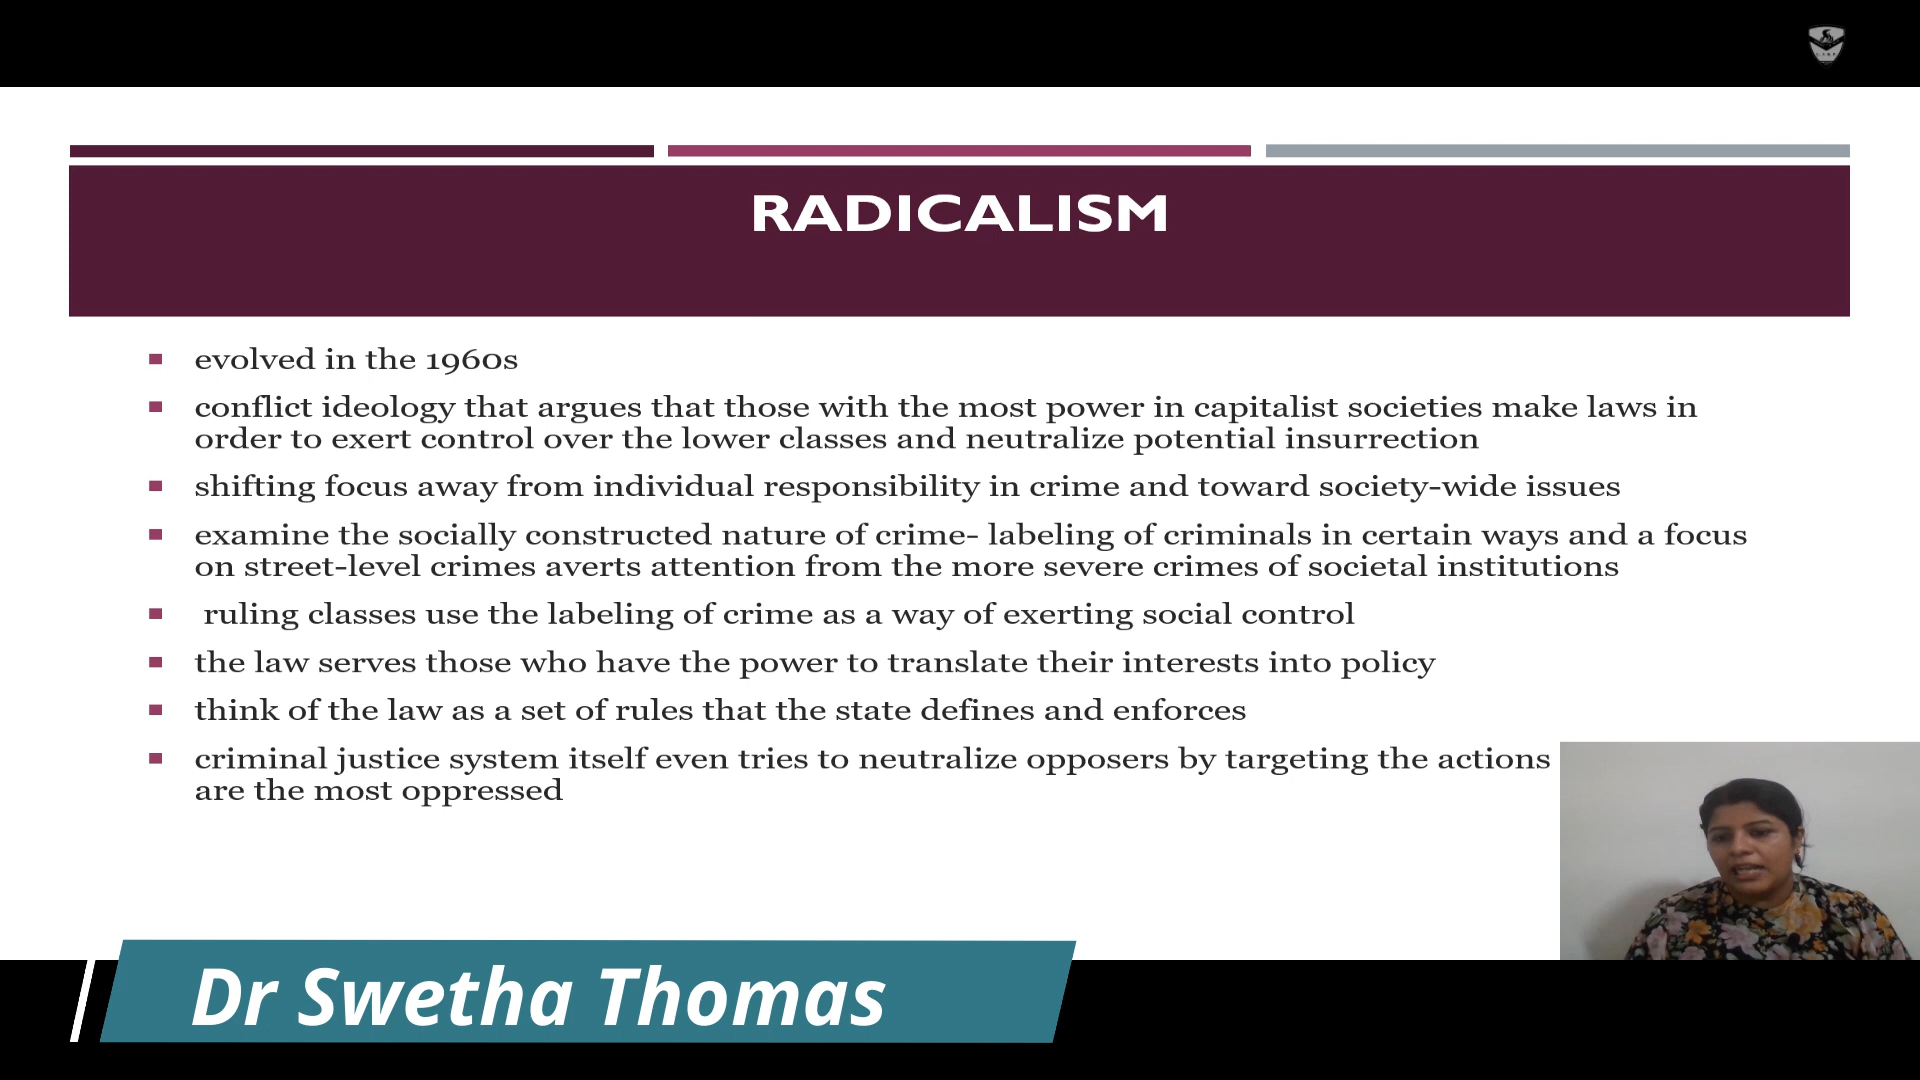 RADICALISM
evolved in the 1960s
conflict ideology that argues that those with the most power in capitalist societies make laws in
order to exert control over the lower classes and neutralize potential insurrection
shifting focus away from individual responsibility in crime and toward society-wide issues
examine the socially constructed nature of crime- labeling of criminals in certain ways and a focus
on street-level crimes averts attention from the more severe crimes of societal institutions
ruling classes use the labeling of crime as a way of exerting social control
the law serves those who have the power to translate their interests into policy
think of the law as a set of rules that the state defines and enforces
criminal justice system itself even tries to neutralize opposers by targeting the actions
are the most oppressed
Dr Swetha Thomas